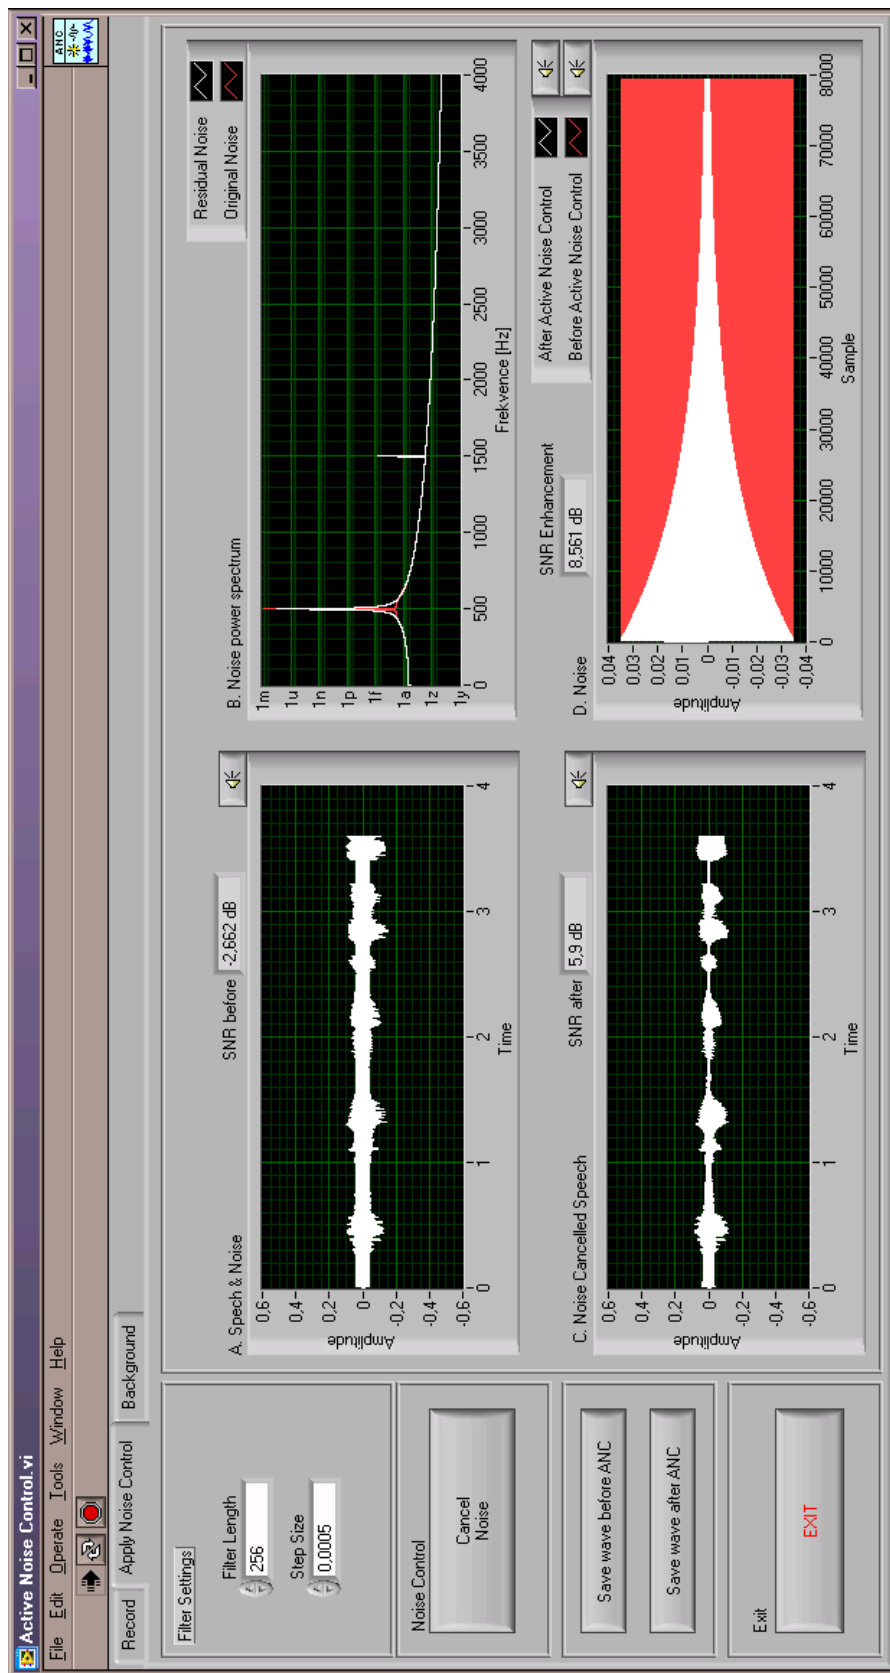 Active Noise Control.vi
File Edit Operate Tools Window Help
ANC
Record Apply Noise Control Background
Filter Settings
Filter Length
256
Step Size
0,0005
Noise Control
Cancel
Noise
Save wave before ANC
Save wave after ANC
Exit
EXIT
A. Spech & Noise
SNR before -2,662 dB
Amplitude
0,6
0,4
0,2
0
-0,2
-0,4
-0,6
0 1 2 3 4
Time
B. Noise power spectrum
Residual Noise
Original Noise
1m
1u
1n
1p
1f
1a
1z
1y
0 500 1000 1500 2000 2500 3000 3500 4000
Frekvence [Hz]
C. Noise Cancelled Speech
SNR after 5,9 dB
Amplitude
0,6
0,4
0,2
0
-0,2
-0,4
-0,6
0 1 2 3 4
Time
D. Noise
SNR Enhancement
8,561 dB
After Active Noise Control
Before Active Noise Control
Amplitude
0,04
0,03
0,02
0,01
0
-0,01
-0,02
-0,03
-0,04
0 10000 20000 30000 40000 50000 60000 70000 80000
Sample